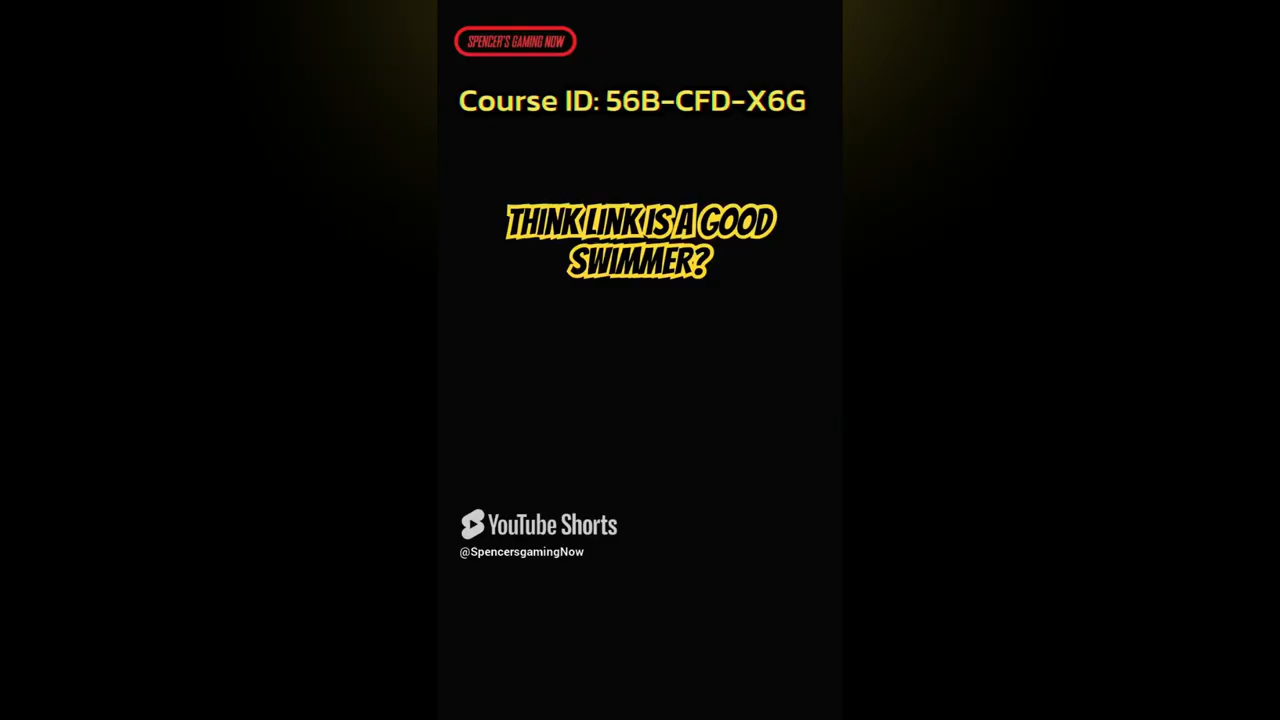 SPENCER'S GAMING NOW
Course ID: 56B-CFD-X6G
THINK LINK IS A GOOD
SWIMMER?
YouTube Shorts
@SpencersgamingNow